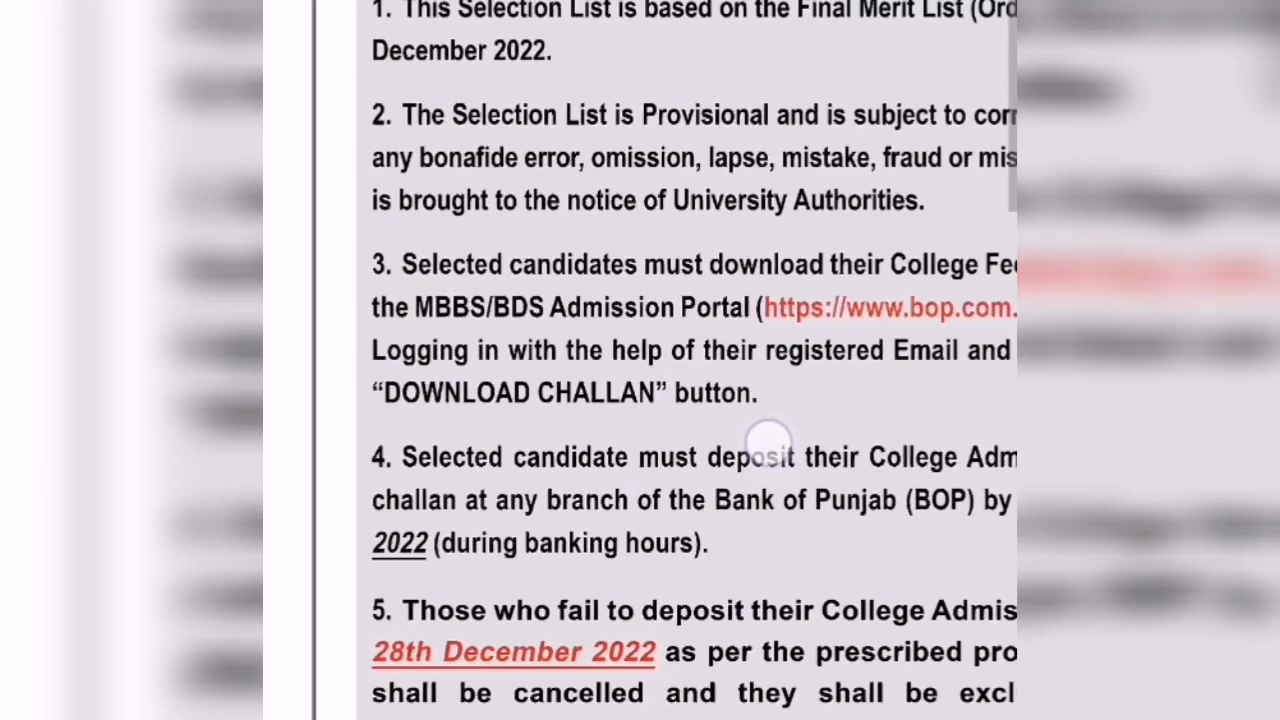 1. This Selection List is based on the Final Merit List (Ord
December 2022.
2. The Selection List is Provisional and is subject to corr
any bonafide error, omission, lapse, mistake, fraud or mis
is brought to the notice of University Authorities.
3. Selected candidates must download their College Fee
the MBBS/BDS Admission Portal (https://www.bop.com.
Logging in with the help of their registered Email and
“DOWNLOAD CHALLAN” button.
4. Selected candidate must deposit their College Adm
challan at any branch of the Bank of Punjab (BOP) by
2022 (during banking hours).
5. Those who fail to deposit their College Admis
28th December 2022 as per the prescribed pro
shall be cancelled and they shall be excl